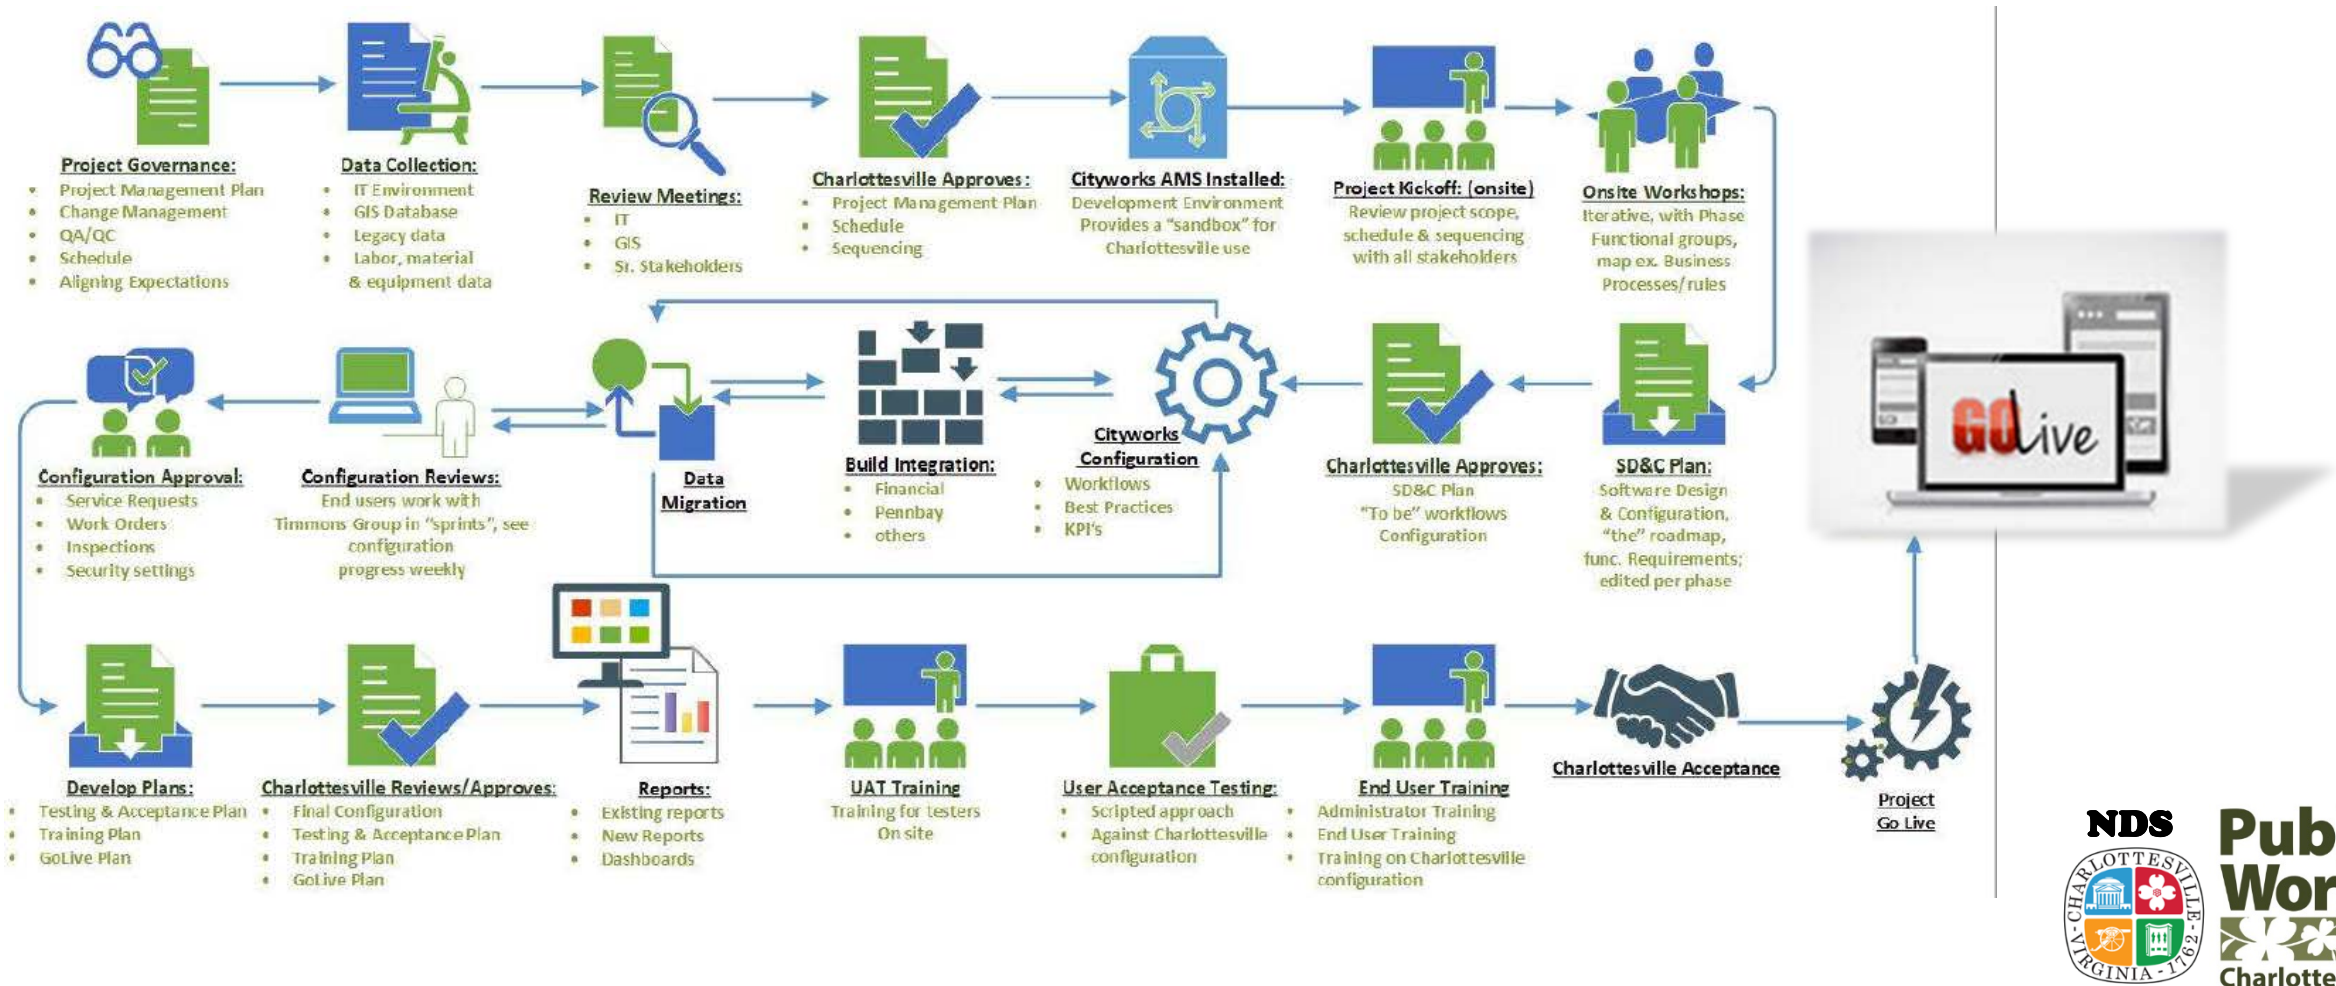 Project Governance:
• Project Management Plan
• Change Management
• QA/QC
• Schedule
• Aligning Expectations
Data Collection:
• IT Environment
• GIS Database
• Legacy data
• Labor, material
& equipment data
Review Meetings:
• IT
• GIS
• Sr. Stakeholders
Charlottesville Approves:
• Project Management Plan
• Schedule
• Sequencing
Cityworks AMS Installed:
Development Environment
Provides a “sandbox” for
Charlottesville use
Project Kickoff: (onsite)
Review project scope,
schedule & sequencing
with all stakeholders
Onsite Workshops:
Iterative, with Phase
Functional groups,
map ex. Business
Processes/rules
Configuration Approval:
• Service Requests
• Work Orders
• Inspections
• Security settings
Configuration Reviews:
End users work with
Timmons Group in “sprints”, see
configuration
progress weekly
Data
Migration
Build Integration:
• Financial
• Pennbay
• others
Cityworks
Configuration
• Workflows
• Best Practices
• KPI's
Charlottesville Approves:
SD&C Plan
“To be” workflows
Configuration
SD&C Plan:
Software Design
& Configuration,
“the” roadmap,
func. Requirements;
edited per phase
GOLive
Develop Plans:
• Testing & Acceptance Plan
• Training Plan
• GoLive Plan
Charlottesville Reviews/Approves:
• Final Configuration
• Testing & Acceptance Plan
• Training Plan
• GoLive Plan
Reports:
• Existing reports
• New Reports
• Dashboards
UAT Training
Training for testers
On site
User Acceptance Testing:
• Scripted approach
• Against Charlottesville
configuration
End User Training
• Administrator Training
• End User Training
• Training on Charlottesville
configuration
Charlottesville Acceptance
Project
Go Live
NDS
CHARLOTTESVILLE
VIRGINIA - 1762
Pub
Wor
Charlotte